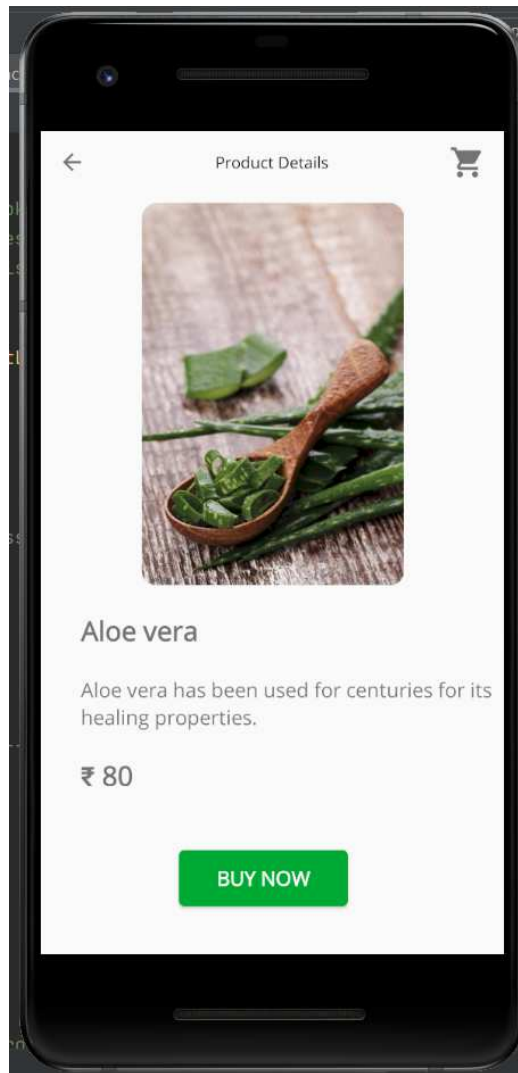 Product Details
Aloe vera
Aloe vera has been used for centuries for its
healing properties.
₹ 80
BUY NOW